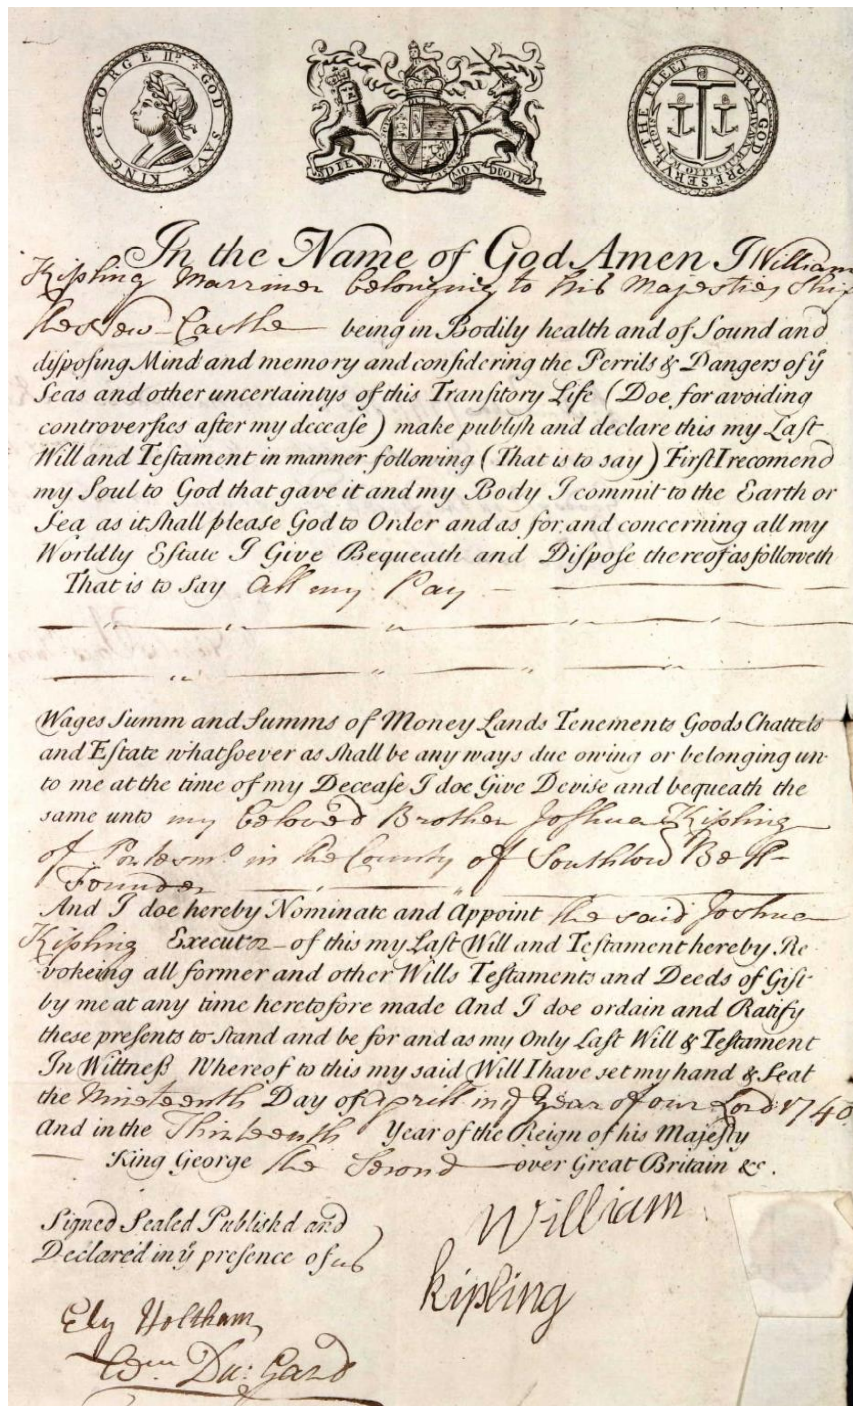 KING GEORGE IID + GOD SAVE
DIEU ET MON DROIT
PRAY GOD PRESERVE THE FLEET
In the Name of God Amen I William
Kipling Marriner belonging to his Majesties Ship
the New-Castle being in Bodily health and of Sound and
disposing Mind and memory and considering the Perrils & Dangers of ye
Seas and other uncertaintys of this Transitory Life (Doe for avoiding
controversies after my decease) make publish and declare this my Last
Will and Testament in manner following (That is to say) First I recomend
my Soul to God that gave it and my Body I commit to the Earth or
Sea as it shall please God to Order and as for and concerning all my
Worldly Estate I Give Bequeath and Dispose thereof as followeth
That is to say all my Pay
Wages Summ and Summs of Money Lands Tenements Goods Chattels
and Estate whatsoever as shall be any ways due owing or belonging un-
to me at the time of my Decease I doe Give Devise and bequeath the
same unto my beloved Brother Joshua Kipling
of Portesmo in the County of Bell
Founder
And I doe hereby Nominate and Appoint the said Joshua
Kipling Executor of this my Last Will and Testament hereby Re
vokeing all former and other Wills Testaments and Deeds of Gift
by me at any time heretofore made And I doe ordain and Ratify
these presents to stand and be for and as my Only Last Will & Testament
In Wittness Whereof to this my said Will I have set my hand & Seal
the Nineteenth Day of Aprill in ye Year of our Lord 1740
And in the Thirteenth Year of the Reign of his Majesty
King George the Second over Great Britain &c.
Signed Sealed Publishd and
Declared in ye presence of us
William
Kipling
Ely Holtham
Wm Du: Gard